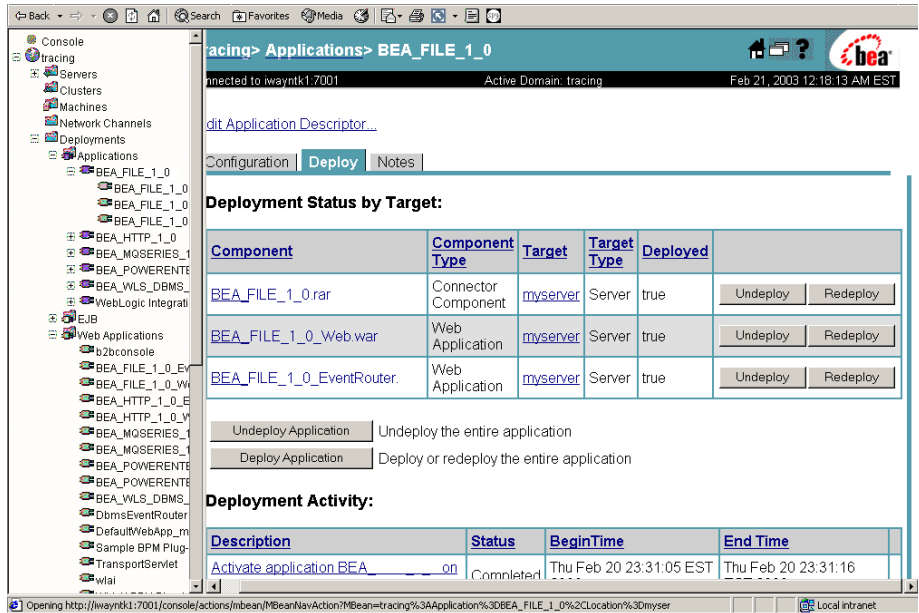 Back Search Favorites Media
Console
tracing
Servers
Clusters
Machines
Network Channels
Deployments
Applications
BEA_FILE_1_0
BEA_FILE_1_0
BEA_FILE_1_0
BEA_FILE_1_0
BEA_HTTP_1_0
BEA_MQSERIES_1
BEA_POWERENTE
BEA_WLS_DBMS_
WebLogic Integrati
EJB
Web Applications
b2bconsole
BEA_FILE_1_0_Ev
BEA_FILE_1_0_We
BEA_HTTP_1_0_E
BEA_HTTP_1_0_W
BEA_MQSERIES_1
BEA_MQSERIES_1
BEA_POWERENTE
BEA_POWERENTE
BEA_WLS_DBMS_
DbmsEventRouter
DefaultWebApp_m
Sample BPM Plug-
TransportServlet
wlai
racing> Applications> BEA_FILE_1_0
? bea
nnected to iwayntk1:7001 Active Domain: tracing Feb 21, 2003 12:18:13 AM EST
dit Application Descriptor...
Configuration Deploy Notes
Deployment Status by Target:
Component Component Type Target Target Type Deployed
BEA_FILE_1_0.rar Connector Component myserver Server true Undeploy Redeploy
BEA_FILE_1_0_Web.war Web Application myserver Server true Undeploy Redeploy
BEA_FILE_1_0_EventRouter. Web Application myserver Server true Undeploy Redeploy
Undeploy Application Undeploy the entire application
Deploy Application Deploy or redeploy the entire application
Deployment Activity:
Description Status BeginTime End Time
Activate application BEA_ _ _ on Completed Thu Feb 20 23:31:05 EST Thu Feb 20 23:31:16
Opening http://iwayntk1:7001/console/actions/mbean/MBeanNavAction?MBean=tracing%3AApplication%3DBEA_FILE_1_0%2CLocation%3Dmyser Local intranet